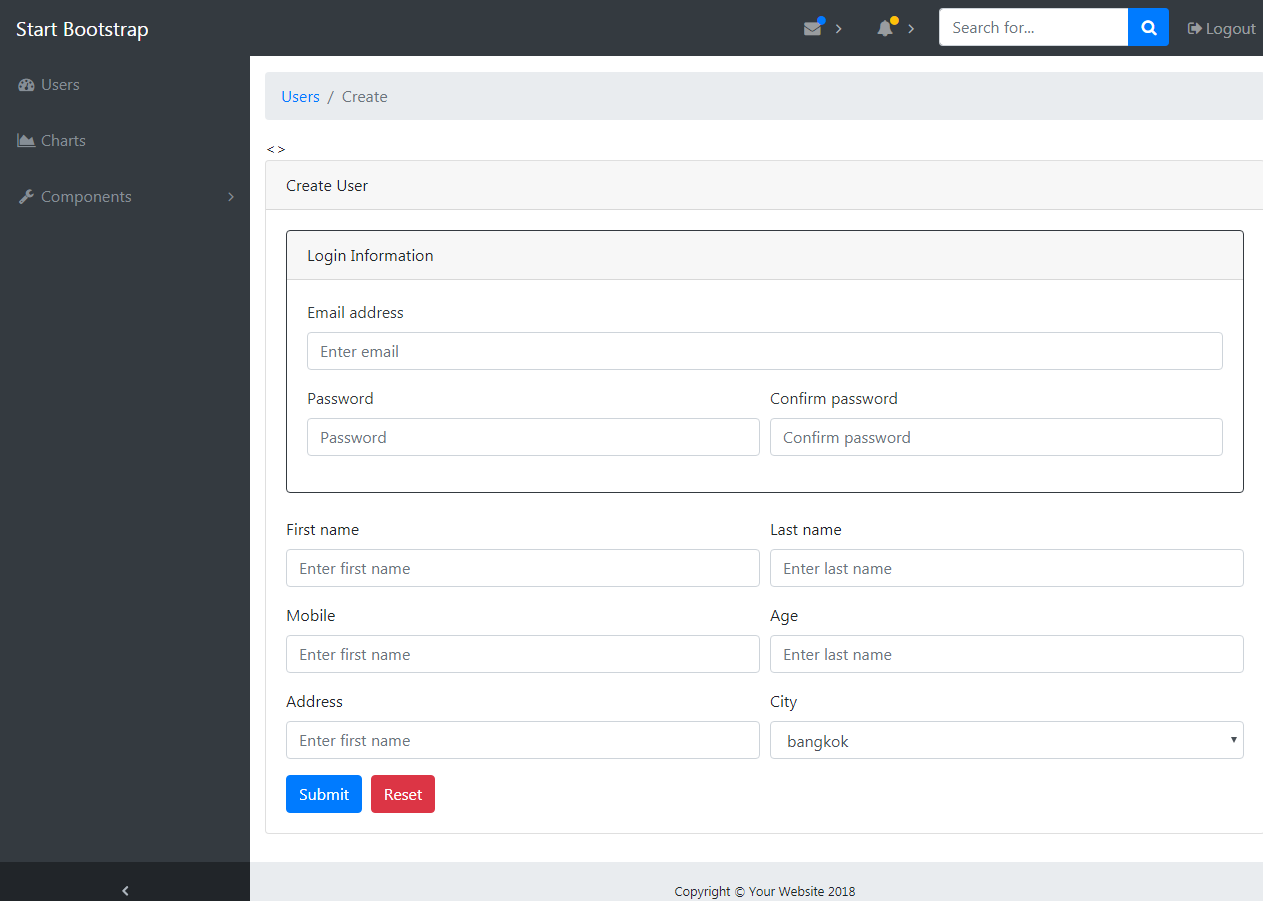 Start Bootstrap
Search for...
Logout
Users
Charts
Components
Users / Create
<>
Create User
Login Information
Email address
Enter email
Password Confirm password
Password Confirm password
First name Last name
Enter first name Enter last name
Mobile Age
Enter first name Enter last name
Address City
Enter first name bangkok
Submit Reset
Copyright © Your Website 2018